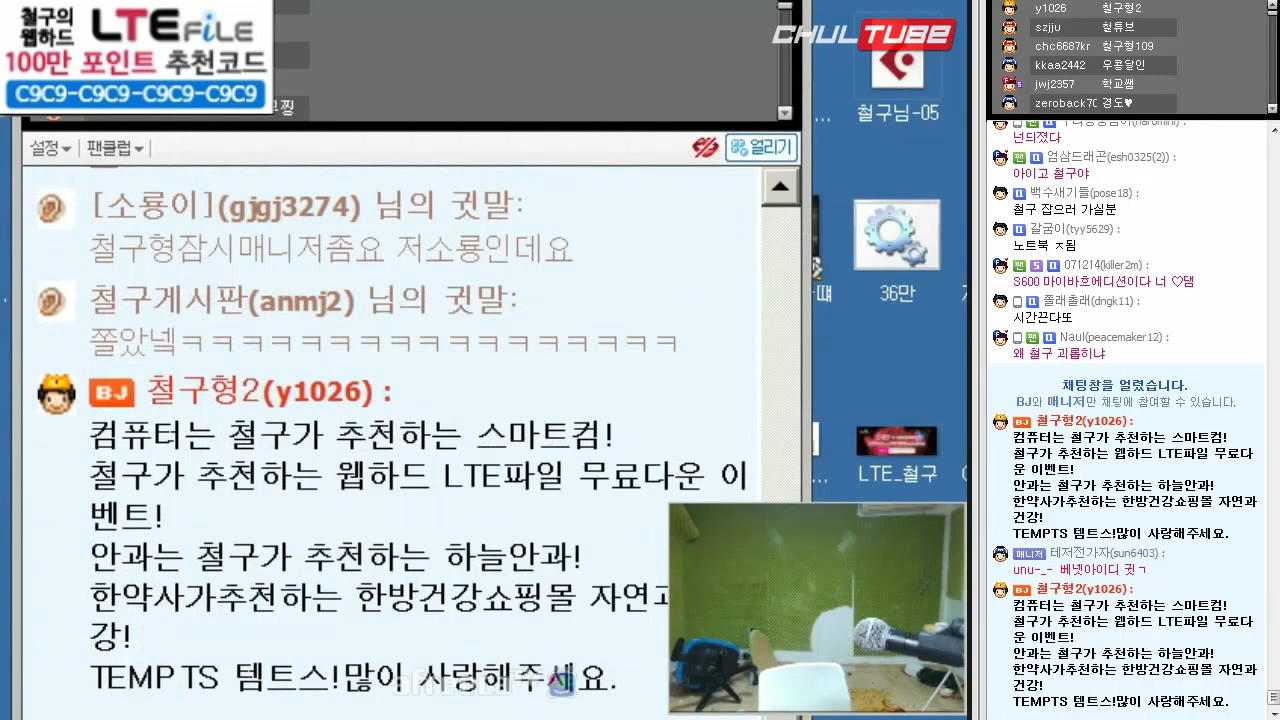 철구의
웹하드
LTE FILE
100만 포인트 추천코드
C9C9-C9C9-C9C9-C9C9
설정
팬클럽
얼리기
[소룡이](gjgj3274) 님의 귓말:
철구형잠시매니저좀요 저소룡인데요
철구게시판(anmj2) 님의 귓말:
쫄았넼ㅋㅋㅋㅋㅋㅋㅋㅋㅋㅋㅋㅋㅋㅋㅋㅋㅋ
BJ 철구형2(y1026) :
컴퓨터는 철구가 추천하는 스마트컴!
철구가 추천하는 웹하드 LTE파일 무료다운 이
벤트!
안과는 철구가 추천하는 하늘안과!
한약사가추천하는 한방건강쇼핑몰 자연과
강!
TEMPTS 템트스!많이 사랑해주세요.
CHULTUBE
철구님-05
36만
LTE_철구
y1026 철구형2
szjju 철튜브
chc9687kr 철구형109
kkaa2442 우콩달인
jwj2357 학교쌤
zeroback70 경도♥
넌의졌다
팬 엄삼드래곤(esh0325(2)) :
아이고 철구야
백수새기들(pose18) :
철구 잡으러 가실분
갈굼이(tyy5629) :
노트북 ㅈ됨
팬 S 071214(killer2m) :
S600 마이바흐에디션이다 너 ♡댐
쫄래촐래(dngk11) :
시간끈다또
팬 Naul(peacemaker12) :
왜 철구 괴롭히냐
채팅창을 얼렸습니다.
BJ와 매니저만 채팅에 참여할 수 있습니다.
BJ 철구형2(y1026) :
컴퓨터는 철구가 추천하는 스마트컴!
철구가 추천하는 웹하드 LTE파일 무료다
운 이벤트!
안과는 철구가 추천하는 하늘안과!
한약사가추천하는 한방건강쇼핑몰 자연과
건강!
TEMPTS 템트스!많이 사랑해주세요.
매니저 테저전가자(sun6403) :
unu-_- 베넷아이디 귓ㄱ
BJ 철구형2(y1026) :
컴퓨터는 철구가 추천하는 스마트컴!
철구가 추천하는 웹하드 LTE파일 무료다
운 이벤트!
안과는 철구가 추천하는 하늘안과!
한약사가추천하는 한방건강쇼핑몰 자연과
건강!
TEMPTS 템트스!많이 사랑해주세요.